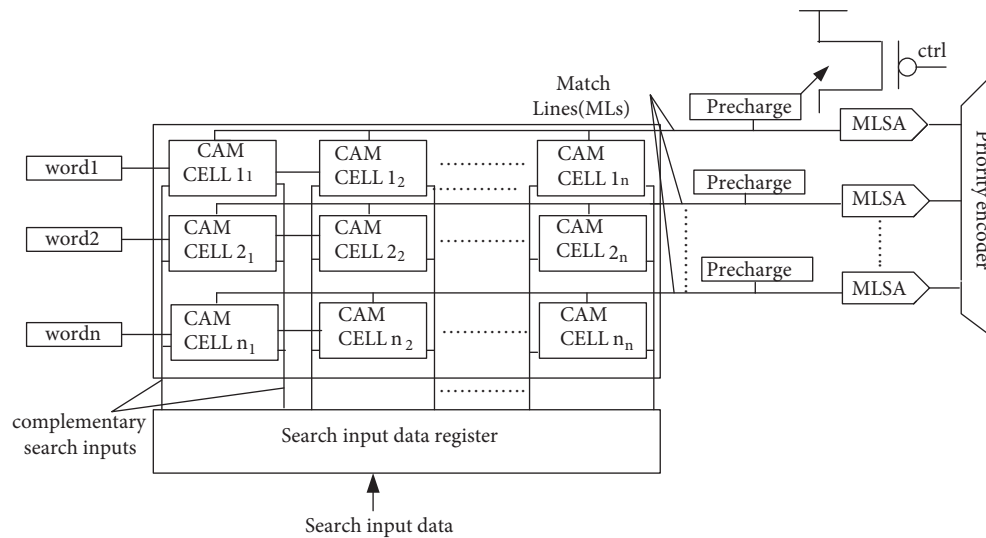 ctrl
Match
Lines(MLs)
Precharge
MLSA
word1
CAM
CELL 11
CAM
CELL 12
CAM
CELL 1n
Precharge
MLSA
word2
CAM
CELL 21
CAM
CELL 22
CAM
CELL 2n
Precharge
MLSA
wordn
CAM
CELL n1
CAM
CELL n2
CAM
CELL nn
Priority encoder
complementary
search inputs
Search input data register
Search input data